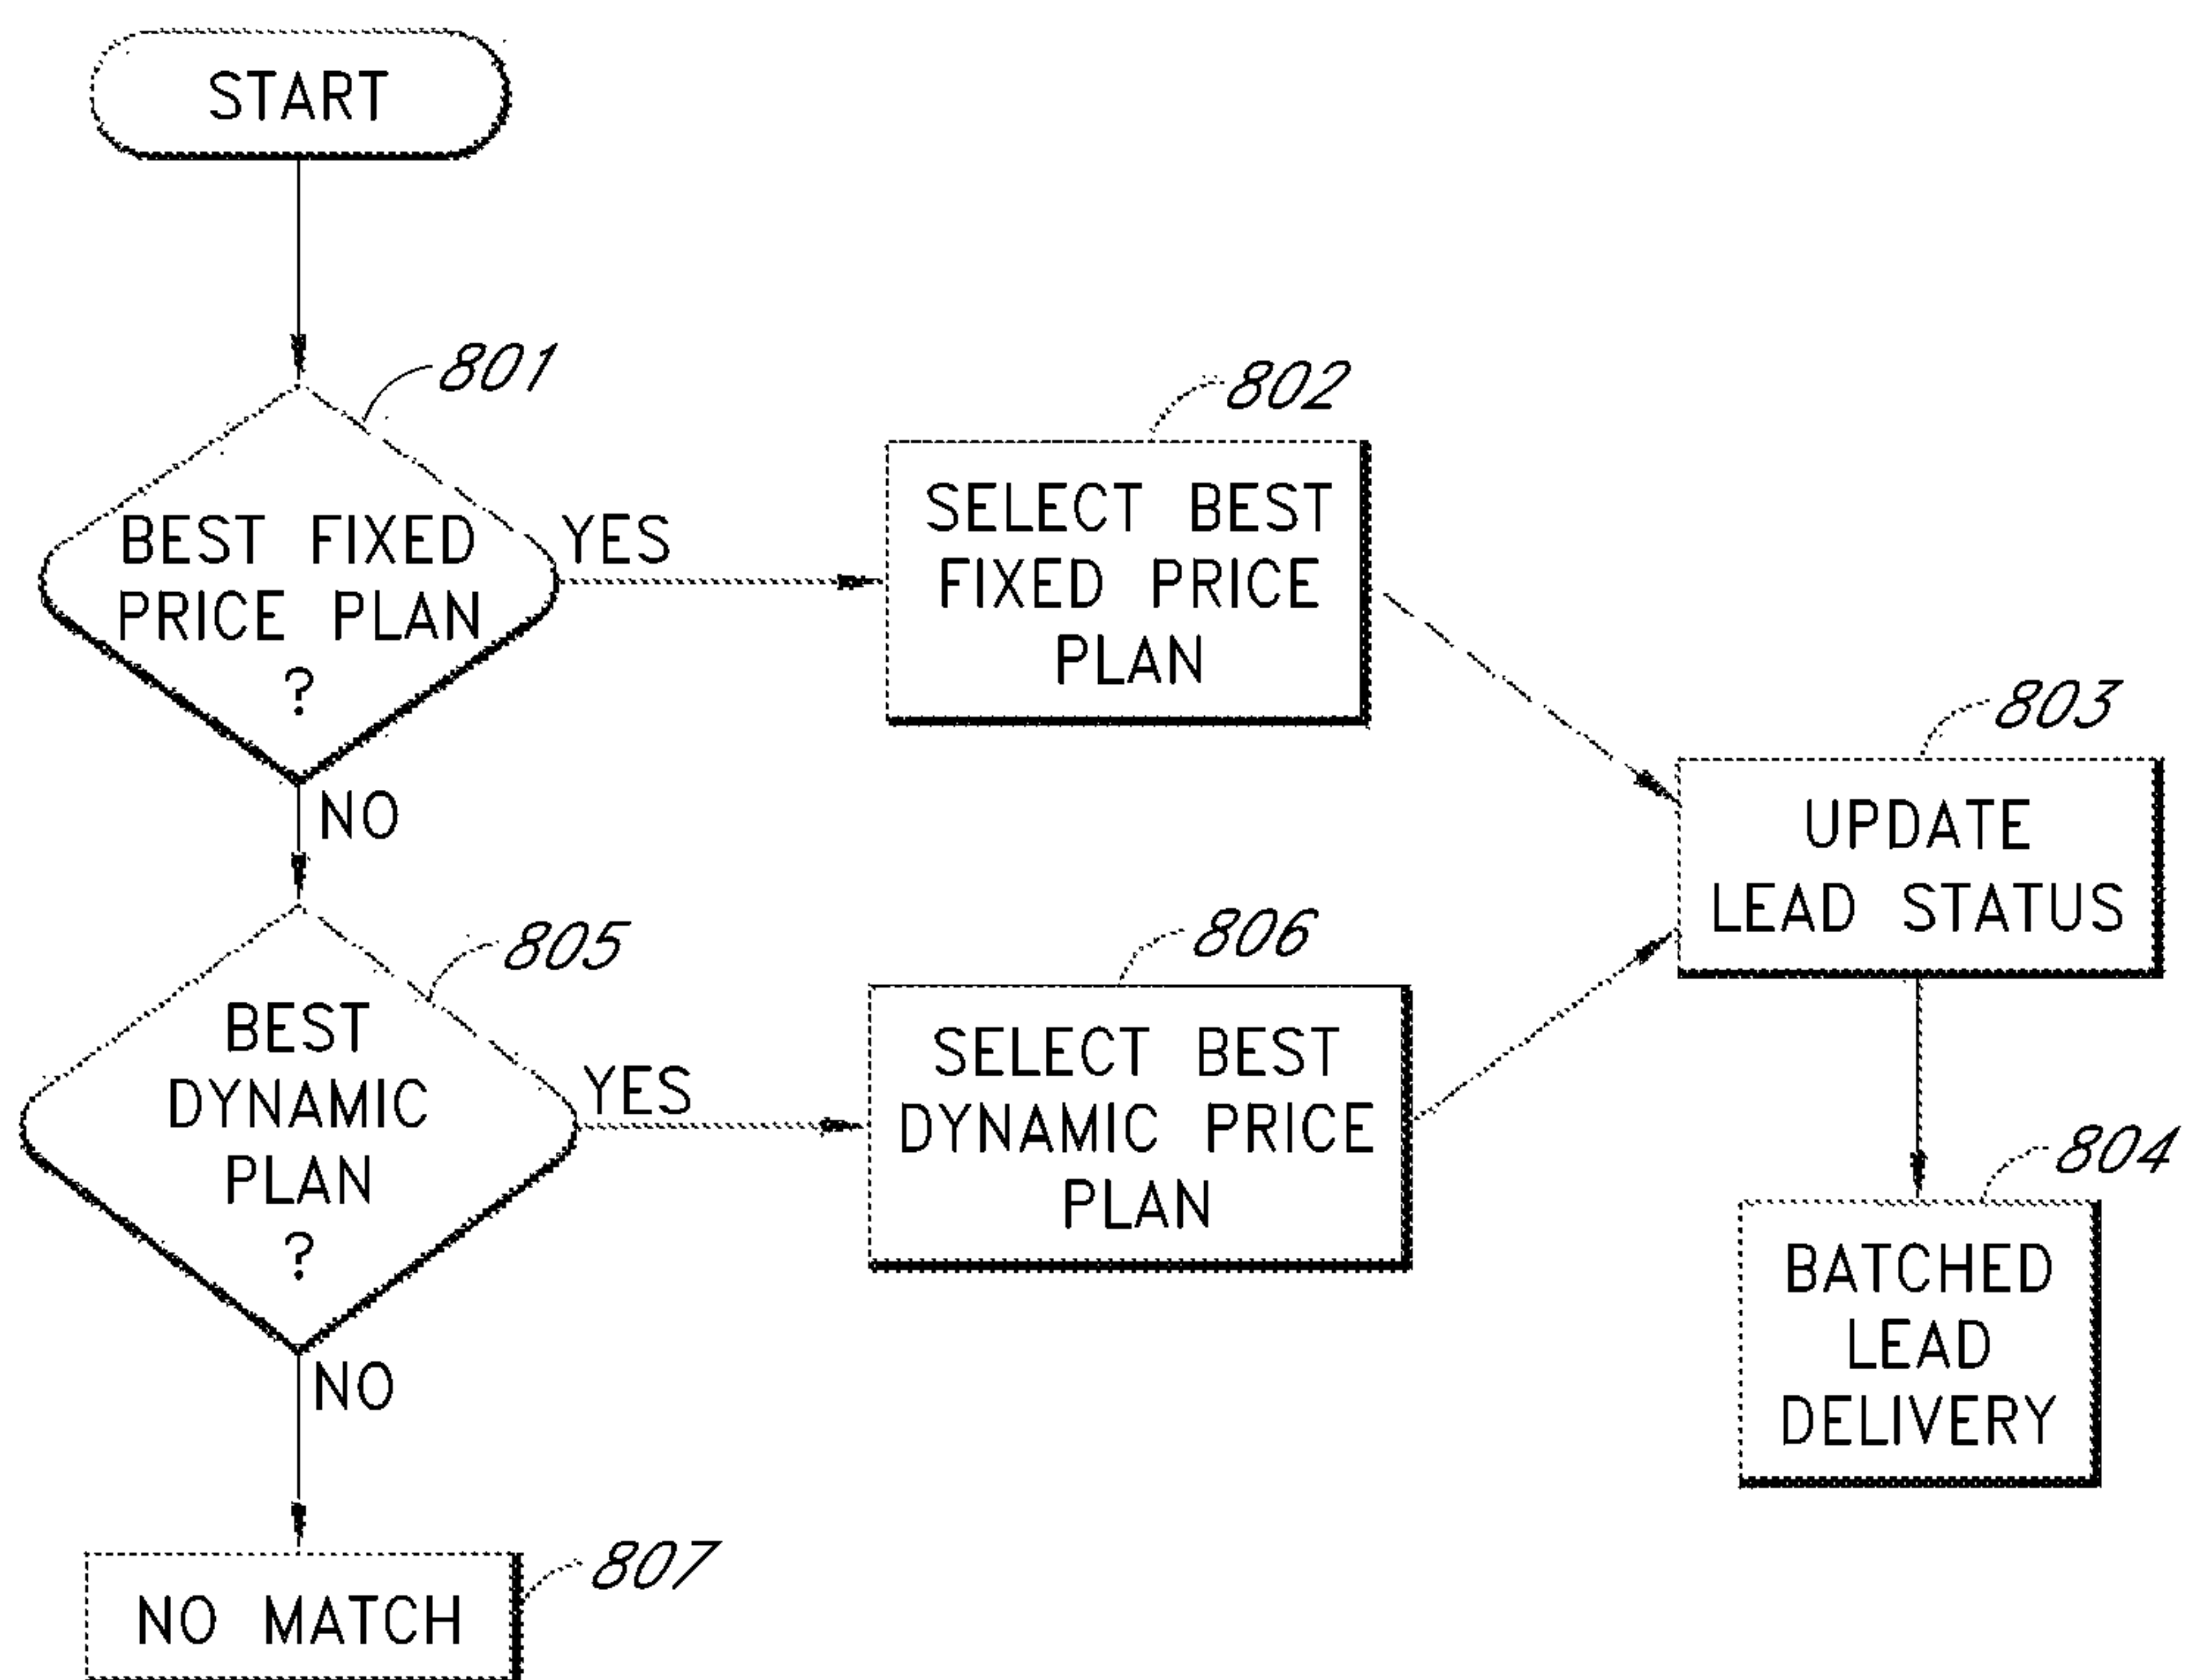 START
801
BEST FIXED
PRICE PLAN
?
YES
NO
802
SELECT BEST
FIXED PRICE
PLAN
803
UPDATE
LEAD STATUS
805
BEST
DYNAMIC
PLAN
?
YES
NO
806
SELECT BEST
DYNAMIC PRICE
PLAN
804
BATCHED
LEAD
DELIVERY
807
NO MATCH